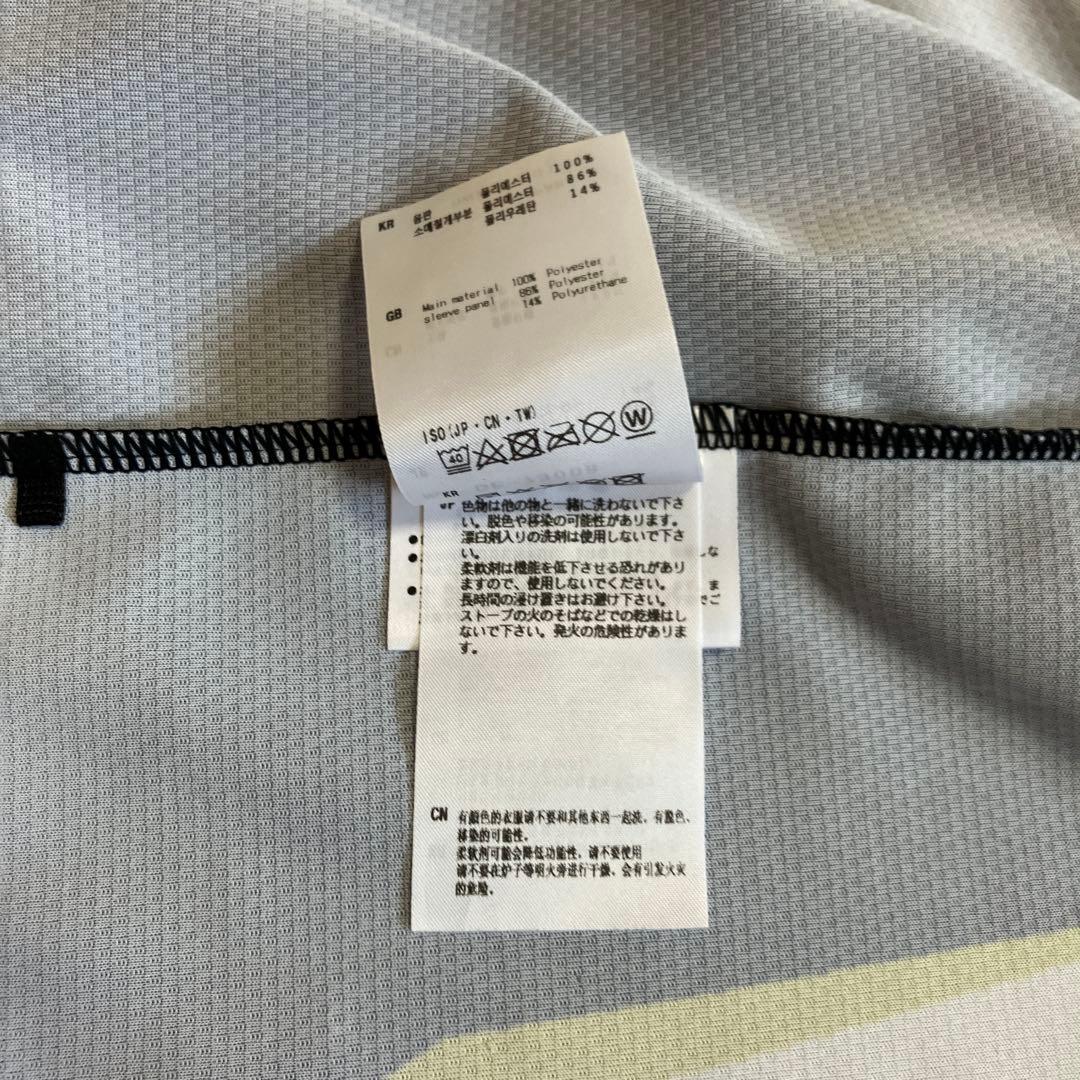 KR 몸판 폴리에스터 100%
소매절개부분 폴리에스터 86%
폴리우레탄 14%
GB Main material 100% Polyester
sleeve panel 86% Polyester
14% Polyurethane
ISO(JP・CN・TW)
40
W
KR
JP 色物は他の物と一緒に洗わないで下さ
い。脱色や移染の可能性があります。
漂白剤入りの洗剤は使用しないで下さ
い。
柔軟剤は機能を低下させる恐れがあり
ますので、使用しないでください。
長時間の浸け置きはお避け下さい。
ストーブの火のそばなどでの乾燥はし
ないで下さい。発火の危険性がありま
す。
CN 有颜色的衣服请不要和其他东西一起洗、有脱色、
移染的可能性。
柔软剂可能会降低功能性、请不要使用
请不要在炉子等明火旁进行干燥、会有引发火灾
的危险。